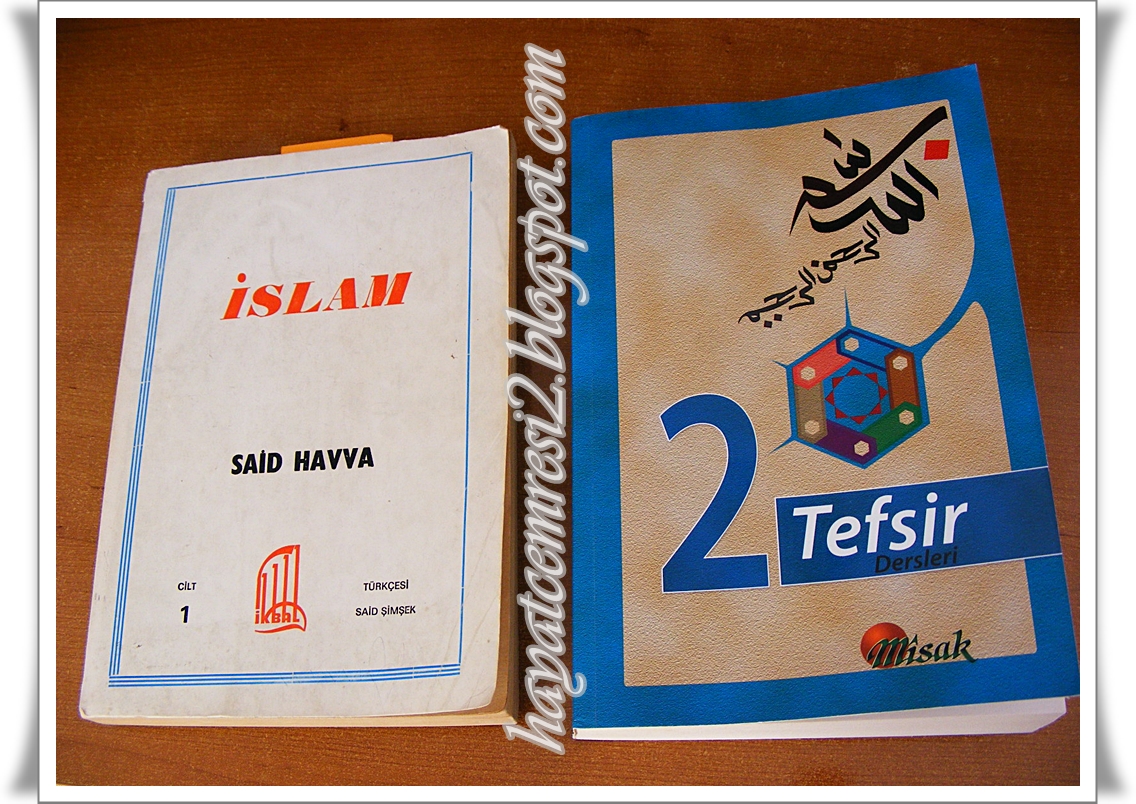 İSLAM
SAİD HAVVA
CİLT
1
İKBAL
TÜRKÇESİ
SAİD ŞİMŞEK
hayatcemresi2.blogspot.com
بسم الله
الرحمن الرحيم
2
Tefsir
Dersleri
Mîsak